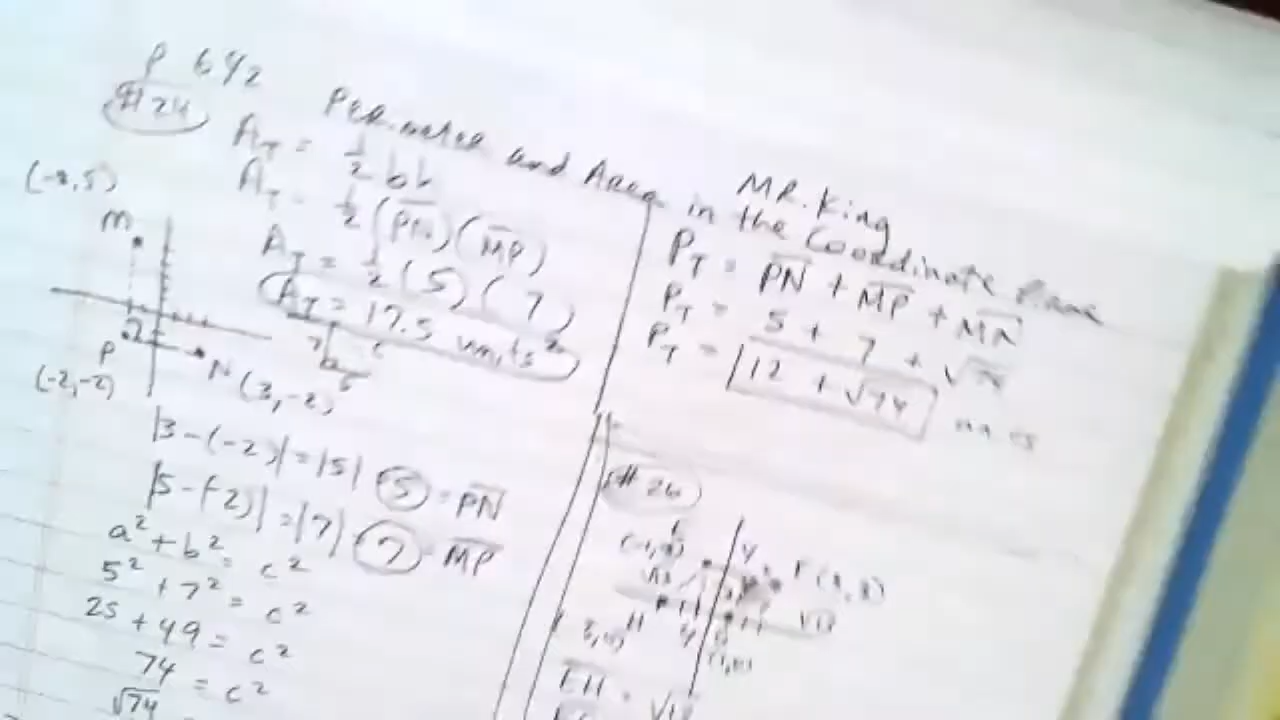 P 642
#24
Perimeter and Area in the Coordinate Plane
Mr. King
A_T = 1/2 bh
A_T = 1/2 (PN)(MP)
A_T = 1/2 (5)(7)
A_T = 17.5 units²
M
P
(-2,-2)
N (3,-2)
|3-(-2)| = |5| 5 = PN
|5-(-2)| = |7| 7 = MP
a² + b² = c²
5² + 7² = c²
25 + 49 = c²
74 = c²
√74
P_T = PN + MP + MN
P_T = 5 + 7 + √74
P_T = 12 + √74 units
#26
y
F
H
EH = √